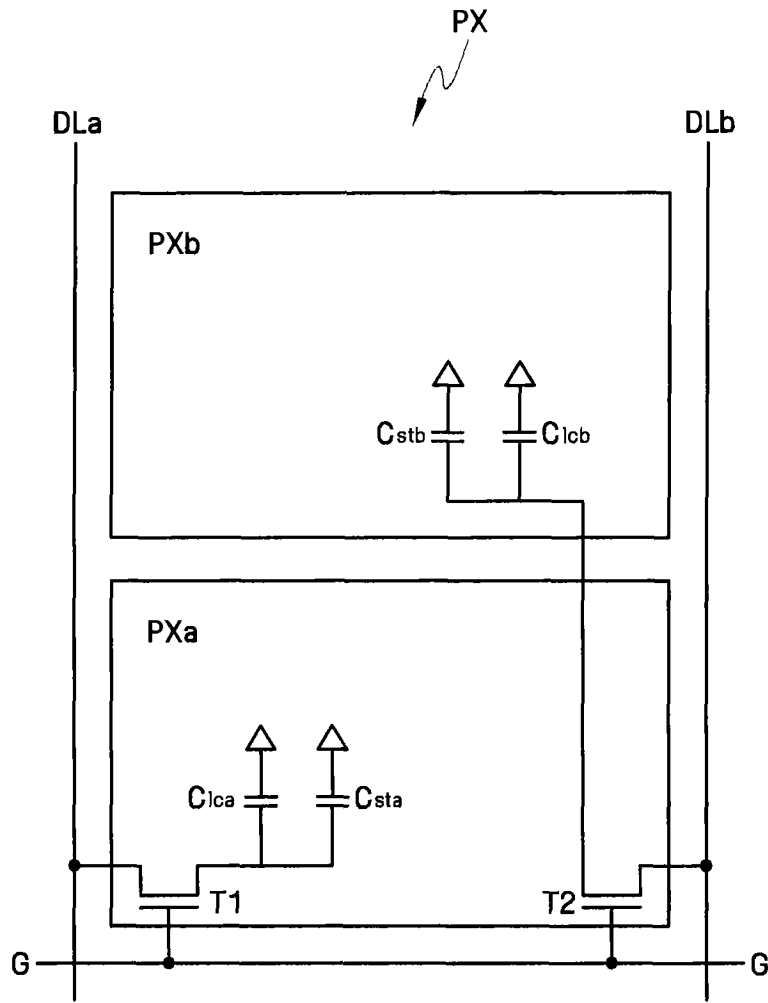 PX
DLa DLb
PXb
Cstb Clcb
PXa
Clca Csta
T1 T2
G G